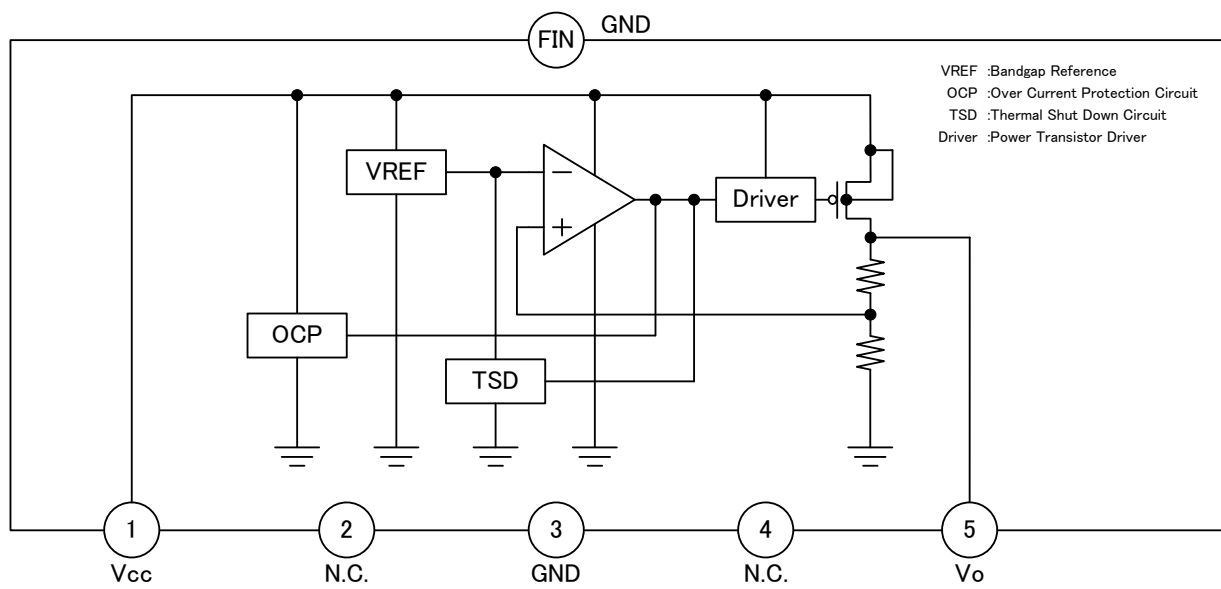 FIN GND
VREF :Bandgap Reference
OCP :Over Current Protection Circuit
TSD :Thermal Shut Down Circuit
Driver :Power Transistor Driver
VREF
−
+
Driver
OCP
TSD
1 2 3 4 5
Vcc N.C. GND N.C. Vo